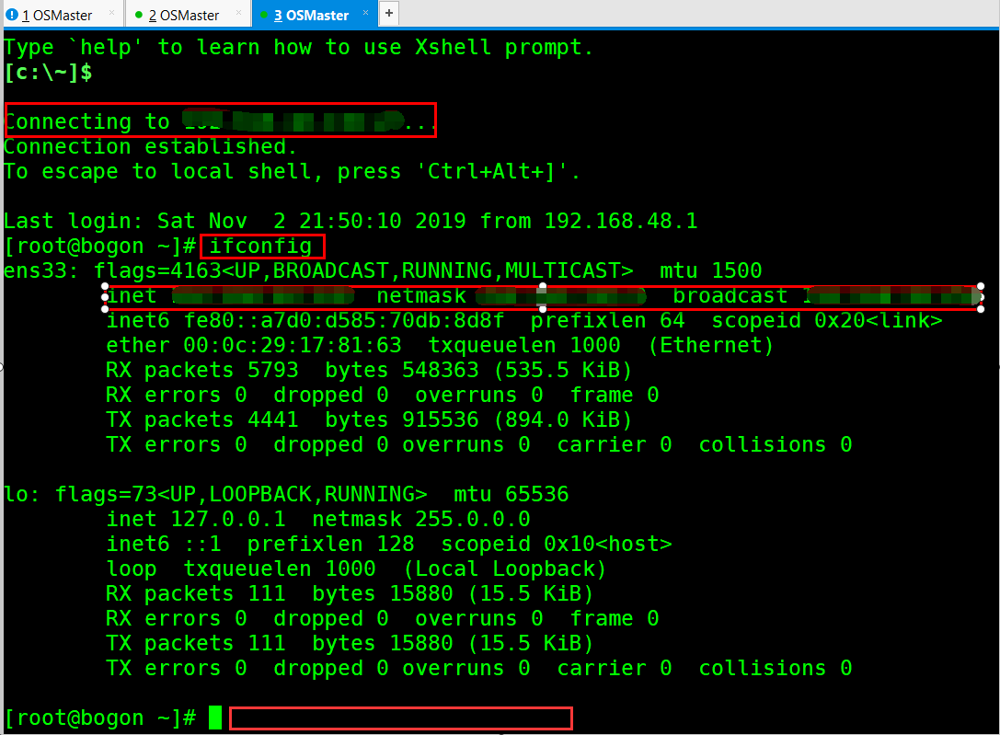 1 OSMaster × 2 OSMaster × 3 OSMaster × +
Type `help' to learn how to use Xshell prompt.
[c:\~]$
Connecting to ...
Connection established.
To escape to local shell, press 'Ctrl+Alt+]'.
Last login: Sat Nov  2 21:50:10 2019 from 192.168.48.1
[root@bogon ~]# ifconfig
ens33: flags=4163<UP,BROADCAST,RUNNING,MULTICAST>  mtu 1500
inet netmask broadcast
inet6 fe80::a7d0:d585:70db:8d8f  prefixlen 64  scopeid 0x20<link>
ether 00:0c:29:17:81:63  txqueuelen 1000  (Ethernet)
RX packets 5793  bytes 548363 (535.5 KiB)
RX errors 0  dropped 0  overruns 0  frame 0
TX packets 4441  bytes 915536 (894.0 KiB)
TX errors 0  dropped 0 overruns 0  carrier 0  collisions 0
lo: flags=73<UP,LOOPBACK,RUNNING>  mtu 65536
inet 127.0.0.1  netmask 255.0.0.0
inet6 ::1  prefixlen 128  scopeid 0x10<host>
loop  txqueuelen 1000  (Local Loopback)
RX packets 111  bytes 15880 (15.5 KiB)
RX errors 0  dropped 0  overruns 0  frame 0
TX packets 111  bytes 15880 (15.5 KiB)
TX errors 0  dropped 0 overruns 0  carrier 0  collisions 0
[root@bogon ~]#